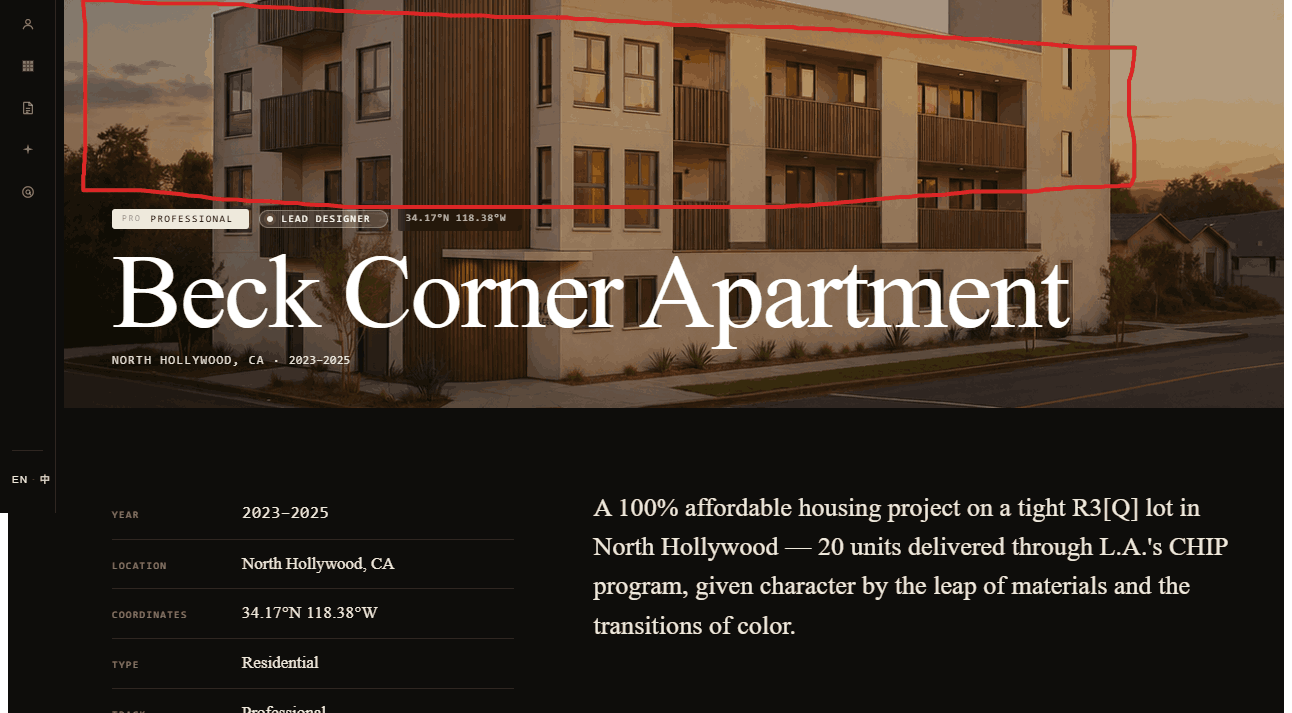 PRO PROFESSIONAL LEAD DESIGNER 34.17°N 118.38°W
Beck Corner Apartment
NORTH HOLLYWOOD, CA · 2023–2025
EN · 中
YEAR 2023–2025
LOCATION North Hollywood, CA
COORDINATES 34.17°N 118.38°W
TYPE Residential
TRACK Professional
A 100% affordable housing project on a tight R3[Q] lot in
North Hollywood — 20 units delivered through L.A.'s CHIP
program, given character by the leap of materials and the
transitions of color.